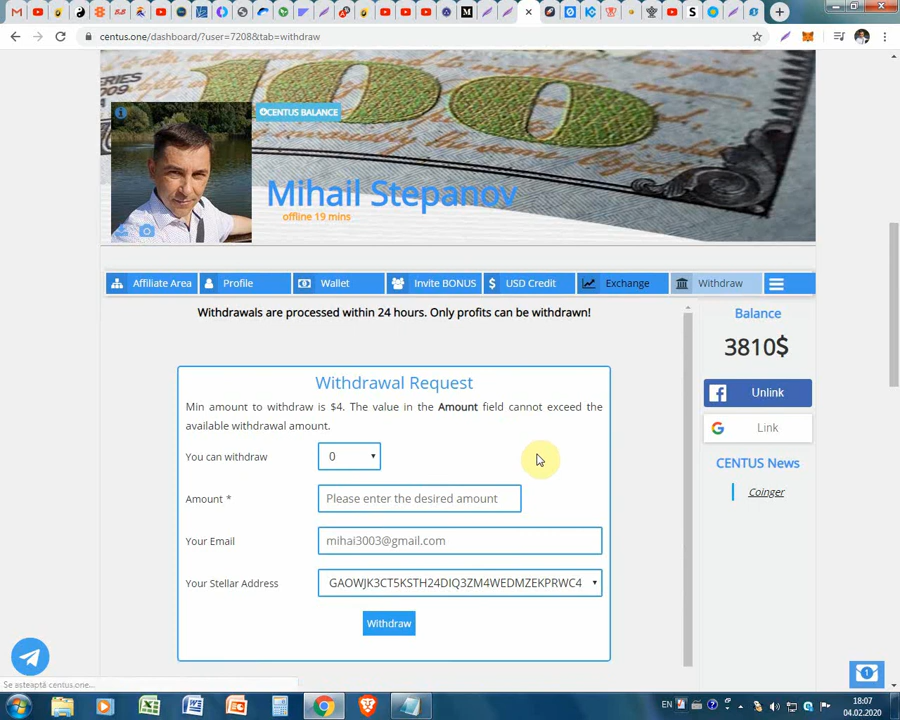 centus.one/dashboard/?user=7208&tab=withdraw
SERIES
2009
100
CENTUS BALANCE
Mihail Stepanov
offline 19 mins
Affiliate Area
Profile
Wallet
Invite BONUS
USD Credit
Exchange
Withdraw
Withdrawals are processed within 24 hours. Only profits can be withdrawn!
Balance
3810$
Unlink
Link
CENTUS News
Coinger
Withdrawal Request
Min amount to withdraw is $4. The value in the Amount field cannot exceed the
available withdrawal amount.
You can withdraw
0
Amount *
Please enter the desired amount
Your Email
mihai3003@gmail.com
Your Stellar Address
GAOWJK3CT5KSTH24DIQ3ZM4WEDMZEKPRWC4
Withdraw
1
Se așteaptă centus.one...
EN
18:07
04.02.2020